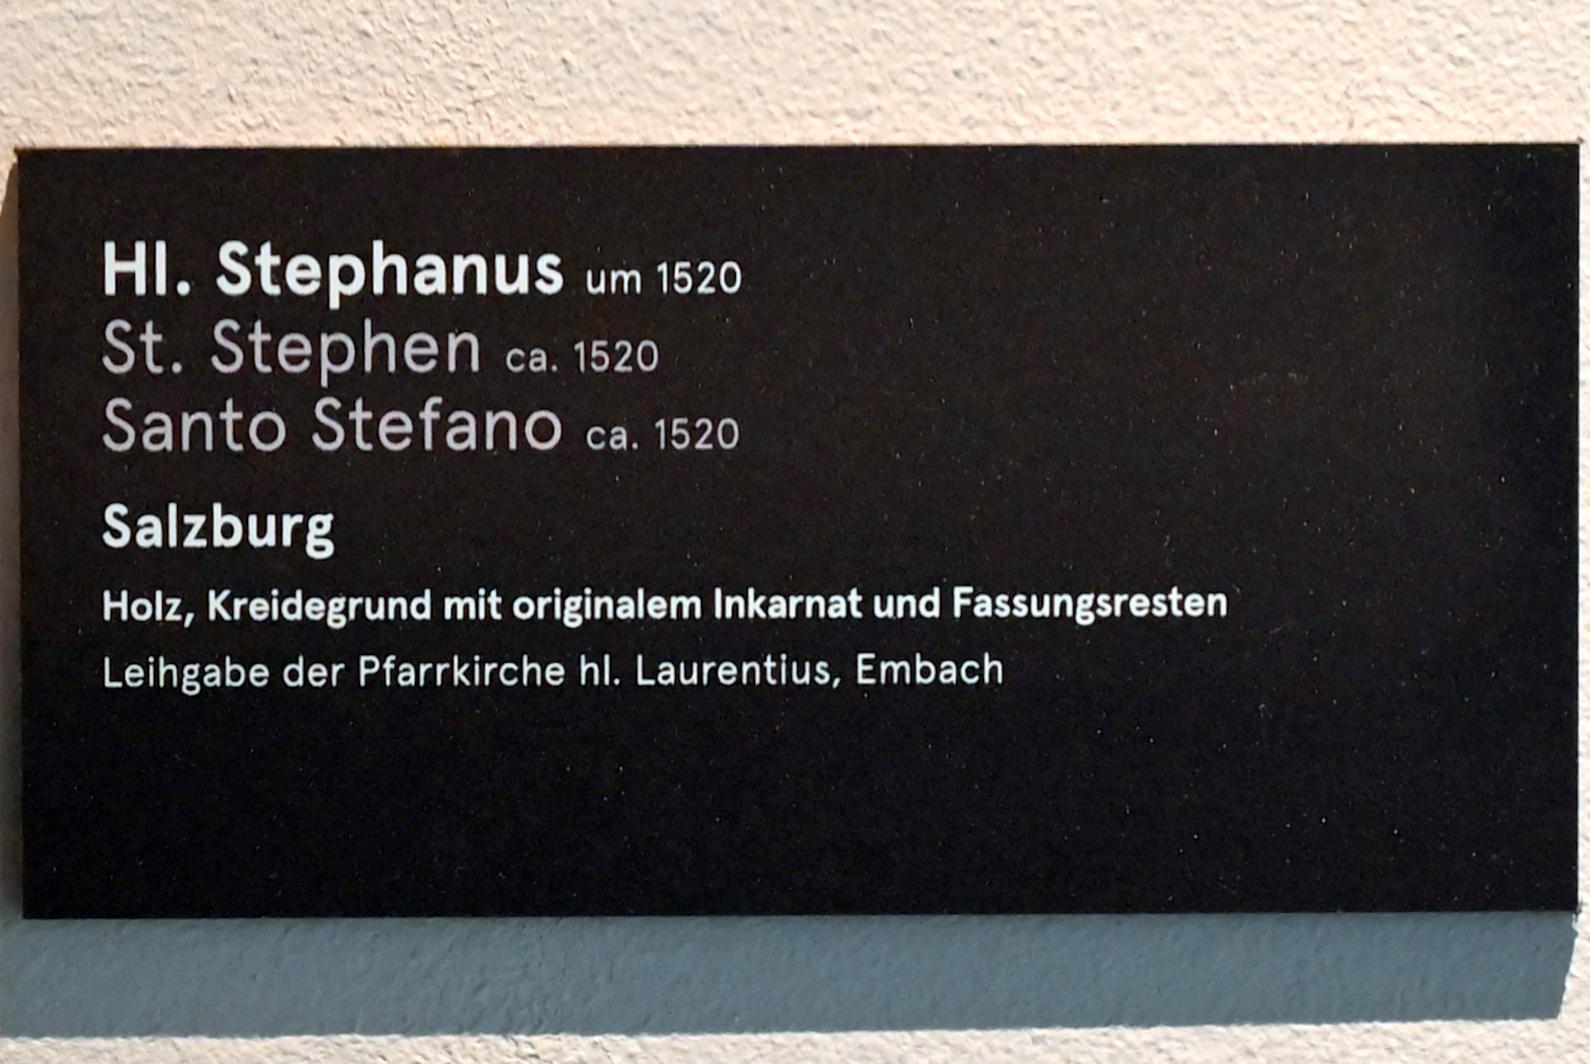 Hl. Stephanus um 1520
St. Stephen ca. 1520
Santo Stefano ca. 1520
Salzburg
Holz, Kreidegrund mit originalem Inkarnat und Fassungsresten
Leihgabe der Pfarrkirche hl. Laurentius, Embach